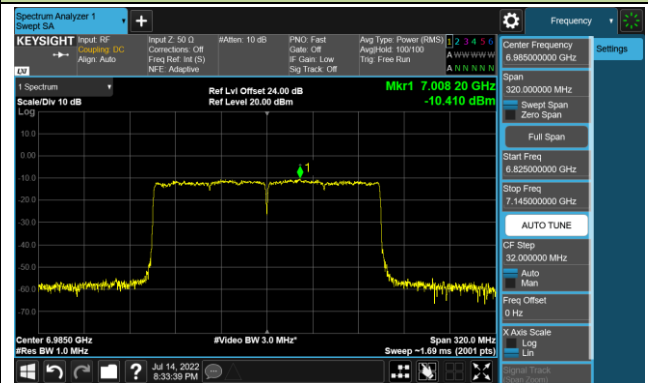 Spectrum Analyzer 1
Swept SA
Frequency
KEYSIGHT
Input: RF
Coupling: DC
Align: Auto
Input Z: 50 Ω
Corrections: Off
Freq Ref: Int (S)
NFE: Adaptive
#Atten: 10 dB
PNO: Fast
Gate: Off
IF Gain: Low
Sig Track: Off
Avg Type: Power (RMS)
Avg|Hold: 100/100
Trig: Free Run
1 2 3 4 5 6
A W W W W W
A N N N N N
LXI
1 Spectrum
Scale/Div 10 dB
Log
Ref Lvl Offset 24.00 dB
Ref Level 20.00 dBm
Mkr1 7.008 20 GHz
-10.410 dBm
10.0
0.00
-10.0
-20.0
-30.0
-40.0
-50.0
-60.0
-70.0
1
Center 6.9850 GHz
#Res BW 1.0 MHz
#Video BW 3.0 MHz*
Span 320.0 MHz
Sweep ~1.69 ms (2001 pts)
Jul 14, 2022
8:33:39 PM
Center Frequency
6.985000000 GHz
Settings
Span
320.000000 MHz
Swept Span
Zero Span
Full Span
Start Freq
6.825000000 GHz
Stop Freq
7.145000000 GHz
AUTO TUNE
CF Step
32.000000 MHz
Auto
Man
Freq Offset
0 Hz
X Axis Scale
Log
Lin
Signal Track
(Span Zoom)